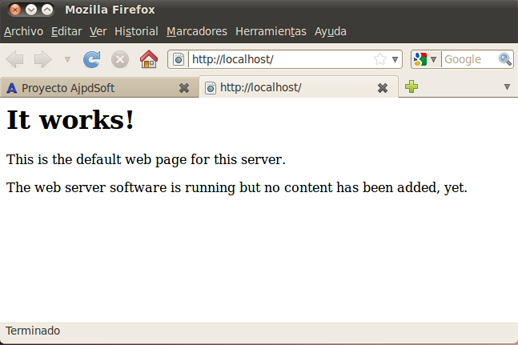 Mozilla Firefox
Archivo Editar Ver Historial Marcadores Herramientas Ayuda
http://localhost/ Google
Proyecto AjpdSoft http://localhost/
It works!
This is the default web page for this server.
The web server software is running but no content has been added, yet.
Terminado